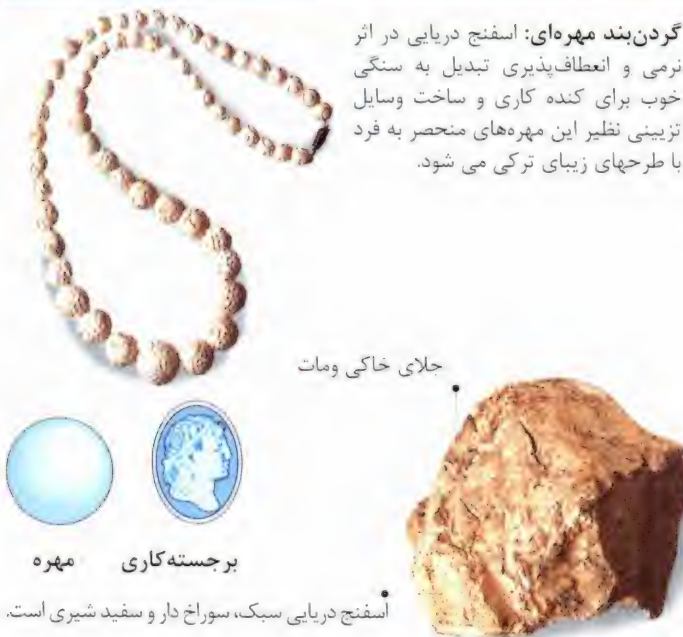 گردن‌بند مهره‌ای: اسفنج دریایی در اثر
نرمی و انعطاف‌پذیری تبدیل به سنگی
خوب برای کنده کاری و ساخت وسایل
تزیینی نظیر این مهره‌های منحصر به فرد
با طرحهای زیبای ترکی می شود.
جلای خاکی ومات
برجسته‌کاری
مهره
اسفنج دریایی سبک، سوراخ دار و سفید شیری است.